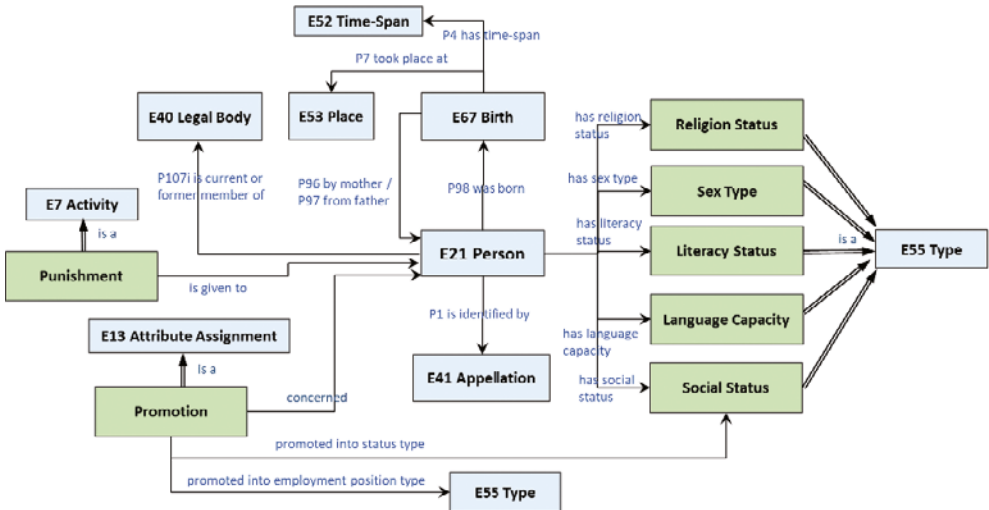 E52 Time-Span
P4 has time-span
P7 took place at
E40 Legal Body
E53 Place
E67 Birth
has religion
status
Religion Status
P107i is current or
former member of
P96 by mother /
P97 from father
P98 was born
has sex type
Sex Type
E7 Activity
is a
has literacy
status
Literacy Status
is a
E55 Type
Punishment
is given to
E21 Person
P1 is identified by
has language
capacity
Language Capacity
E13 Attribute Assignment
is a
E41 Appellation
has social
status
Social Status
Promotion
concerned
promoted into status type
promoted into employment position type
E55 Type